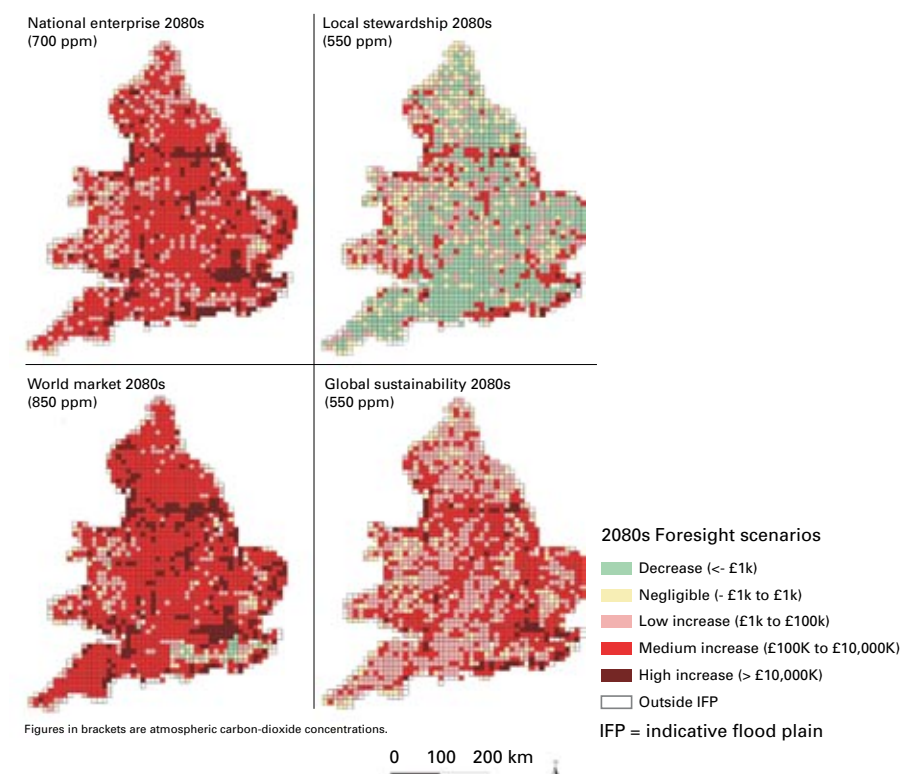 National enterprise 2080s
(700 ppm)
Local stewardship 2080s
(550 ppm)
World market 2080s
(850 ppm)
Global sustainability 2080s
(550 ppm)
2080s Foresight scenarios
Decrease (<- £1k)
Negligible (- £1k to £1k)
Low increase (£1k to £100k)
Medium increase (£100K to £10,000K)
High increase (> £10,000K)
Outside IFP
IFP = indicative flood plain
Figures in brackets are atmospheric carbon-dioxide concentrations.
0 100 200 km